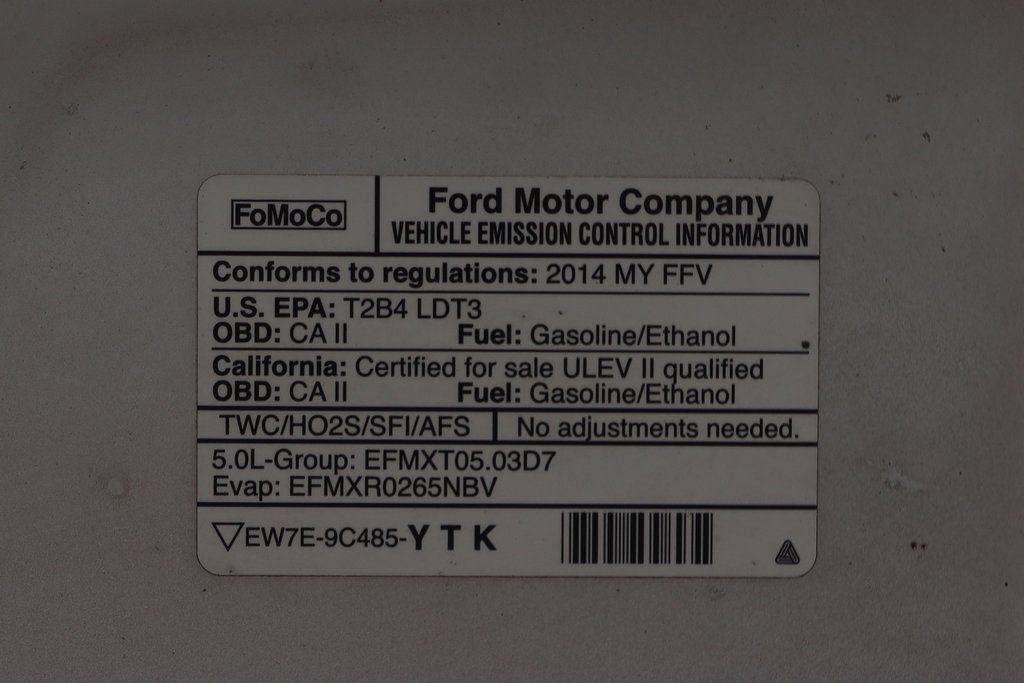 FoMoCo
Ford Motor Company
VEHICLE EMISSION CONTROL INFORMATION
Conforms to regulations: 2014 MY FFV
U.S. EPA: T2B4 LDT3
OBD: CA II Fuel: Gasoline/Ethanol
California: Certified for sale ULEV II qualified
OBD: CA II Fuel: Gasoline/Ethanol
TWC/HO2S/SFI/AFS No adjustments needed.
5.0L-Group: EFMXT05.03D7
Evap: EFMXR0265NBV
EW7E-9C485-Y T K